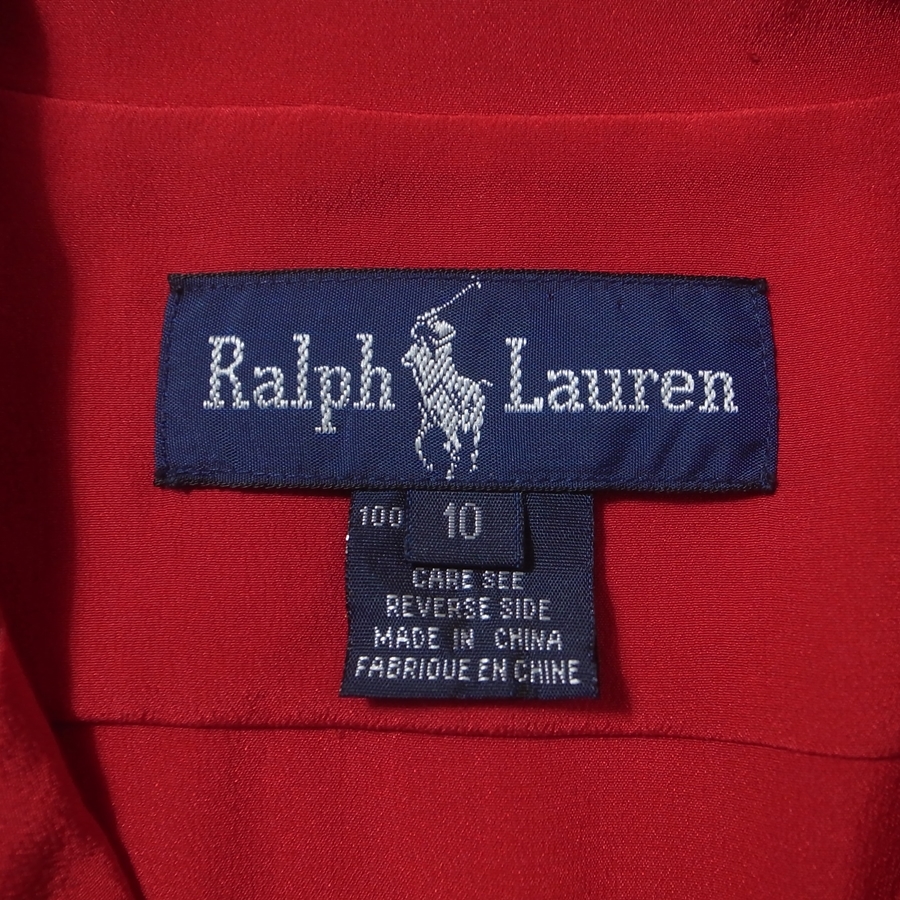 Ralph Lauren
100
10
CARE SEE
REVERSE SIDE
MADE IN CHINA
FABRIQUE EN CHINE